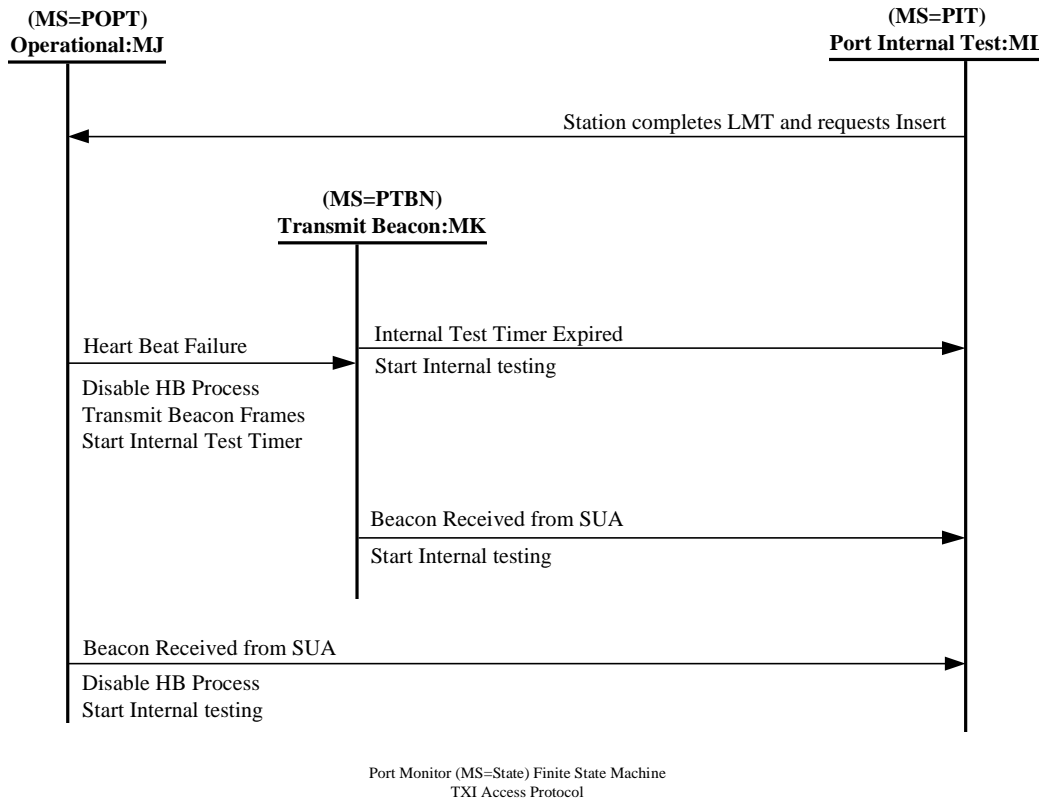 (MS=POPT)
Operational:MJ
(MS=PIT)
Port Internal Test:ML
Station completes LMT and requests Insert
(MS=PTBN)
Transmit Beacon:MK
Heart Beat Failure
Disable HB Process
Transmit Beacon Frames
Start Internal Test Timer
Internal Test Timer Expired
Start Internal testing
Beacon Received from SUA
Start Internal testing
Beacon Received from SUA
Disable HB Process
Start Internal testing
Port Monitor (MS=State) Finite State Machine
TXI Access Protocol